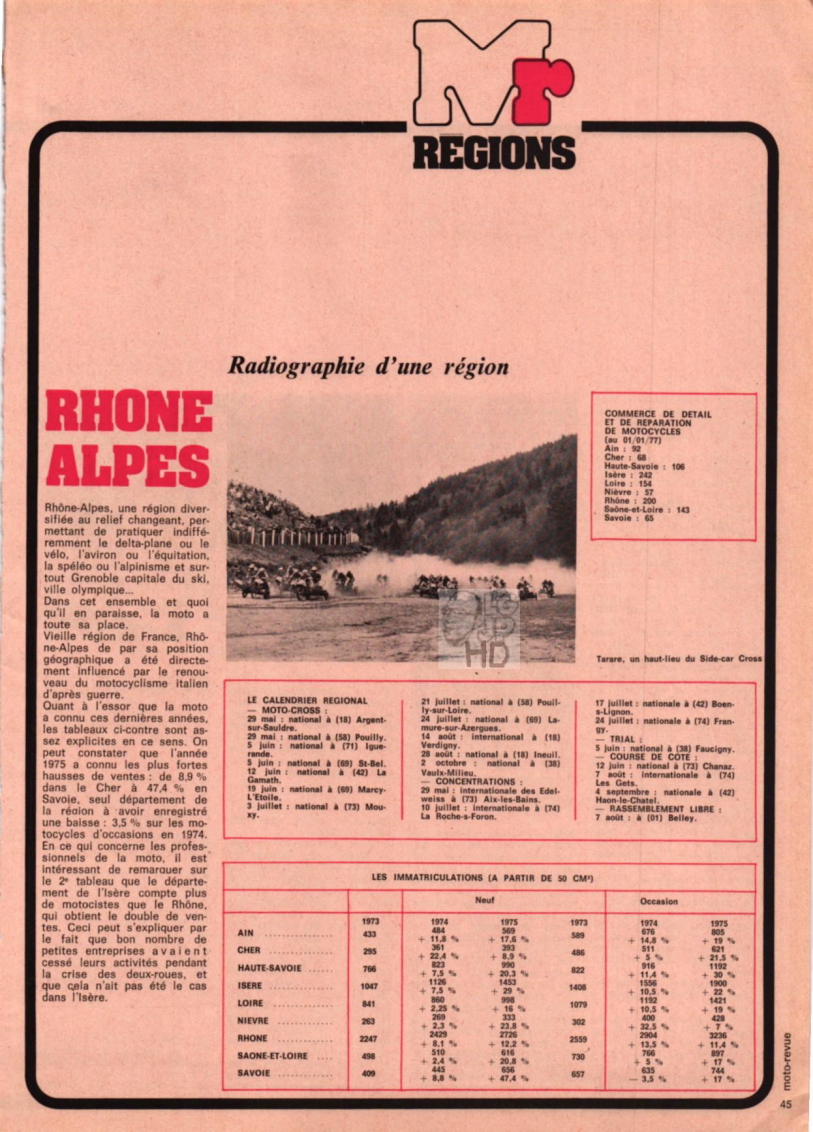 Mr
REGIONS
Radiographie d'une région
RHONE
ALPES
Rhône-Alpes, une région diver-
sifiée au relief changeant, per-
mettant de pratiquer indiffé-
remment le delta-plane ou le
vélo, l'aviron ou l'équitation,
la spéléo ou l'alpinisme et sur-
tout Grenoble capitale du ski,
ville olympique...
Dans cet ensemble et quoi
qu'il en paraisse, la moto a
toute sa place.
Vieille région de France, Rhô-
ne-Alpes de par sa position
géographique a été directe-
ment influencé par le renou-
veau du motocyclisme italien
d'après guerre.
Quant à l'essor que la moto
a connu ces dernières années,
les tableaux ci-contre sont as-
sez explicites en ce sens. On
peut constater que l'année
1975 a connu les plus fortes
hausses de ventes : de 8,9 %
dans le Cher à 47,4 % en
Savoie, seul département de
la région à avoir enregistré
une baisse : 3,5 % sur les mo-
tocycles d'occasions en 1974.
En ce qui concerne les profes-
sionnels de la moto, il est
intéressant de remarquer sur
le 2e tableau que le départe-
ment de l'Isère compte plus
de motocistes que le Rhône,
qui obtient le double de ven-
tes. Ceci peut s'expliquer par
le fait que bon nombre de
petites entreprises avaient
cessé leurs activités pendant
la crise des deux-roues, et
que cela n'ait pas été le cas
dans l'Isère.
COMMERCE DE DETAIL
ET DE REPARATION
DE MOTOCYCLES
(au 01/01/77)
Ain : 92
Cher : 68
Haute-Savoie : 106
Isère : 242
Loire : 154
Nièvre : 57
Rhône : 200
Saône-et-Loire : 143
Savoie : 65
HD
Tarare, un haut-lieu du Side-car Cross
LE CALENDRIER REGIONAL
— MOTO-CROSS :
29 mai : national à (18) Argent-
sur-Sauldre.
29 mai : national à (58) Pouilly.
5 juin : national à (71) Igue-
rande.
5 juin : national à (69) St-Bel.
12 juin : national à (42) La
Gamath.
19 juin : national à (69) Marcy-
L'Etoile.
3 juillet : national à (73) Mou-
xy.
21 juillet : national à (58) Pouil-
ly-sur-Loire.
24 juillet : national à (69) La-
mure-sur-Azergues.
14 août : international à (18)
Verdigny.
28 août : national à (18) Ineuil.
2 octobre : national à (38)
Vaulx-Milieu.
— CONCENTRATIONS :
29 mai : internationale des Edel-
weiss à (73) Aix-les-Bains.
10 juillet : internationale à (74)
La Roche-s-Foron.
17 juillet : nationale à (42) Boen-
s-Lignon.
24 juillet : nationale à (74) Fran-
gy.
— TRIAL :
5 juin : national à (38) Faucigny.
— COURSE DE COTE :
12 juin : national à (73) Chanaz.
7 août : internationale à (74)
Les Gets.
4 septembre : nationale à (42)
Haon-le-Chatel.
— RASSEMBLEMENT LIBRE :
7 août : à (01) Belley.
LES IMMATRICULATIONS (A PARTIR DE 50 CM³)
Neuf Occasion
1973 1974 1975 1973 1974 1975
AIN 433 484 569 589 676 805
+ 11,8 % + 17,6 % + 14,8 % + 19 %
CHER 295 361 393 486 511 621
+ 22,4 % + 8,9 % + 5 % + 21,5 %
HAUTE-SAVOIE 766 823 990 822 916 1192
+ 7,5 % + 20,3 % + 11,4 % + 30 %
ISERE 1047 1126 1453 1408 1556 1900
+ 7,5 % + 29 % + 10,5 % + 22 %
LOIRE 841 860 998 1079 1192 1421
+ 2,25 % + 16 % + 10,5 % + 19 %
NIEVRE 263 269 333 302 400 428
+ 2,3 % + 23,8 % + 32,5 % + 7 %
RHONE 2247 2429 2726 2559 2904 3236
+ 8,1 % + 12,2 % + 13,5 % + 11,4 %
SAONE-ET-LOIRE 498 510 616 730 766 897
+ 2,4 % + 20,8 % + 5 % + 17 %
SAVOIE 409 445 656 657 635 744
+ 8,8 % + 47,4 % — 3,5 % + 17 %
moto-revue
45